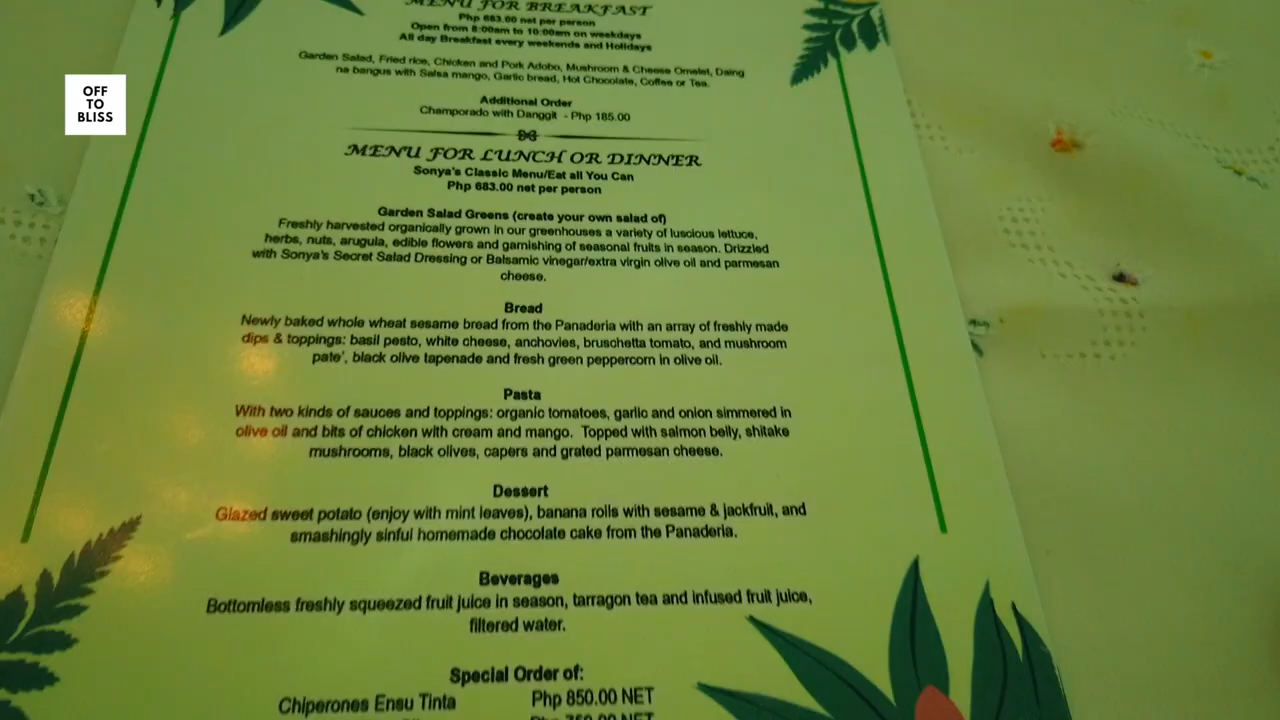 OFF
TO
BLISS
MENU FOR BREAKFAST
Php 683.00 net per person
Open from 8:00am to 10:00am on weekdays
All day Breakfast every weekends and Holidays
Garden Salad, Fried rice, Chicken and Pork Adobo, Mushroom & Cheese Omelet, Daing
na bangus with Salsa mango, Garlic bread, Hot Chocolate, Coffee or Tea.
Additional Order
Champorado with Danggit - Php 185.00
MENU FOR LUNCH OR DINNER
Sonya's Classic Menu/Eat all You Can
Php 683.00 net per person
Garden Salad Greens (create your own salad of)
Freshly harvested organically grown in our greenhouses a variety of luscious lettuce,
herbs, nuts, arugula, edible flowers and garnishing of seasonal fruits in season. Drizzled
with Sonya's Secret Salad Dressing or Balsamic vinegar/extra virgin olive oil and parmesan
cheese.
Bread
Newly baked whole wheat sesame bread from the Panaderia with an array of freshly made
dips & toppings: basil pesto, white cheese, anchovies, bruschetta tomato, and mushroom
pate', black olive tapenade and fresh green peppercorn in olive oil.
Pasta
With two kinds of sauces and toppings: organic tomatoes, garlic and onion simmered in
olive oil and bits of chicken with cream and mango. Topped with salmon belly, shitake
mushrooms, black olives, capers and grated parmesan cheese.
Dessert
Glazed sweet potato (enjoy with mint leaves), banana rolls with sesame & jackfruit, and
smashingly sinful homemade chocolate cake from the Panaderia.
Beverages
Bottomless freshly squeezed fruit juice in season, tarragon tea and infused fruit juice,
filtered water.
Special Order of:
Chiperones Ensu Tinta Php 850.00 NET